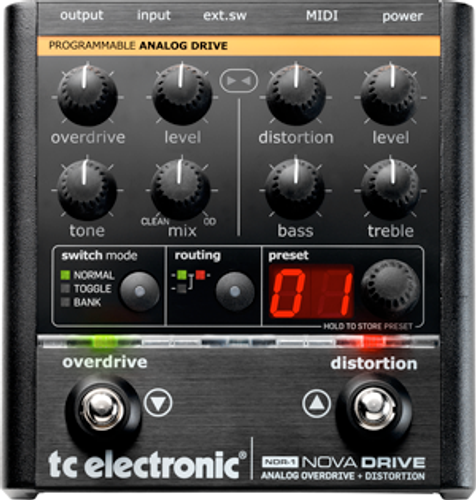 output input ext.sw MIDI power
PROGRAMMABLE ANALOG DRIVE
overdrive level distortion level
CLEAN OD
tone mix bass treble
switch mode routing preset
NORMAL
TOGGLE
BANK
01
HOLD TO STORE PRESET
overdrive distortion
tc electronic®
NDR-1 NOVA DRIVE
ANALOG OVERDRIVE + DISTORTION